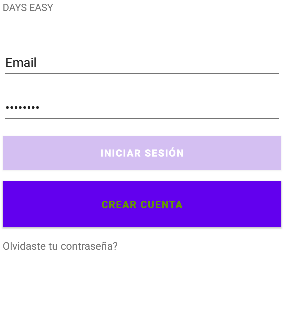 DAYS EASY
Email
••••••••
INICIAR SESIÓN
CREAR CUENTA
Olvidaste tu contraseña?